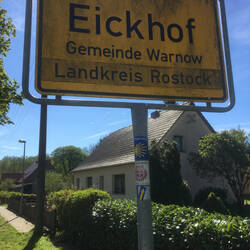 Eickhof
Gemeinde Warnow
Landkreis Rostock